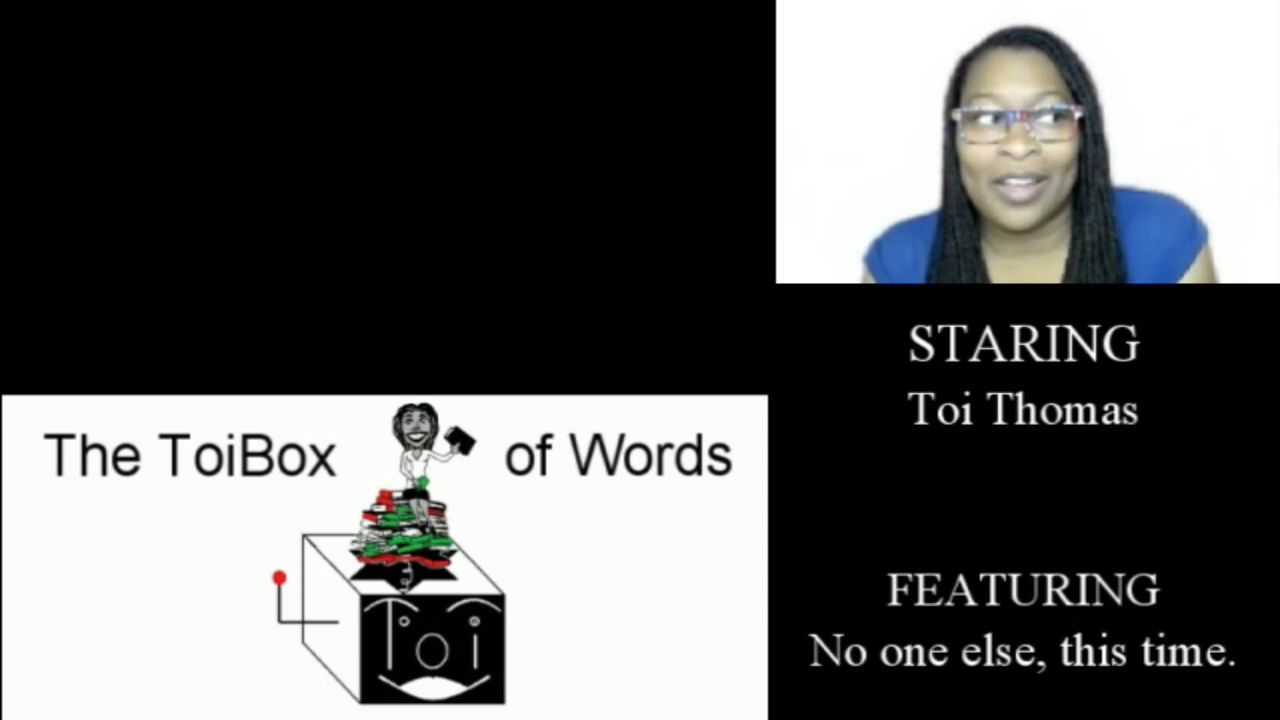 The ToiBox of Words
Toi
STARING
Toi Thomas
FEATURING
No one else, this time.